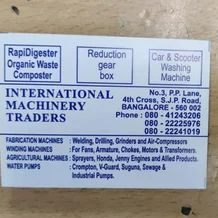 RapiDigester
Organic Waste
Composter
Reduction
gear
box
Car & Scooter
Washing
Machine
INTERNATIONAL
MACHINERY
TRADERS
No.3, P.P. Lane,
4th Cross, S.J.P. Road,
BANGALORE - 560 002
Phone : 080 - 41243206
080 - 22225976
080 - 22241019
FABRICATION MACHINES : Welding, Drilling, Grinders and Air-Compressors
WINDING MACHINES : For Fans, Armature, Chokes, Motors & Transformers.
AGRICULTURAL MACHINES : Sprayers, Honda, Jenny Engines and Allied Products.
WATER PUMPS : Crompton, V-Guard, Suguna, Sewage &
Industrial Pumps.